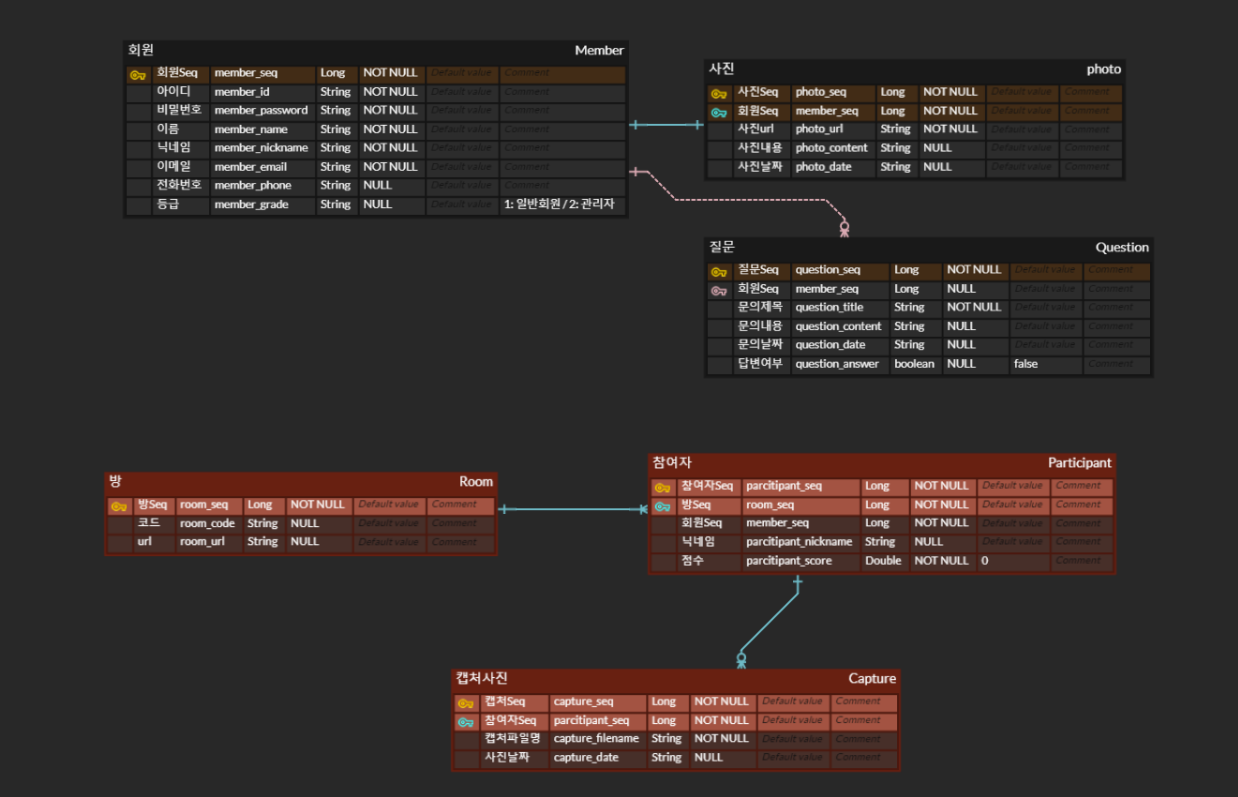 회원 Member
회원Seq member_seq Long NOT NULL Default value Comment
아이디 member_id String NOT NULL Default value Comment
비밀번호 member_password String NOT NULL Default value Comment
이름 member_name String NOT NULL Default value Comment
닉네임 member_nickname String NOT NULL Default value Comment
이메일 member_email String NOT NULL Default value Comment
전화번호 member_phone String NULL Default value Comment
등급 member_grade String NULL Default value 1: 일반회원 / 2: 관리자
사진 photo
사진Seq photo_seq Long NOT NULL Default value Comment
회원Seq member_seq Long NOT NULL Default value Comment
사진url photo_url String NOT NULL Default value Comment
사진내용 photo_content String NULL Default value Comment
사진날짜 photo_date String NULL Default value Comment
질문 Question
질문Seq question_seq Long NOT NULL Default value Comment
회원Seq member_seq Long NULL Default value Comment
문의제목 question_title String NOT NULL Default value Comment
문의내용 question_content String NULL Default value Comment
문의날짜 question_date String NULL Default value Comment
답변여부 question_answer boolean NULL false Comment
방 Room
방Seq room_seq Long NOT NULL Default value Comment
코드 room_code String NULL Default value Comment
url room_url String NULL Default value Comment
참여자 Participant
참여자Seq parcitipant_seq Long NOT NULL Default value Comment
방Seq room_seq Long NOT NULL Default value Comment
회원Seq member_seq Long NOT NULL Default value Comment
닉네임 parcitipant_nickname String NULL Default value Comment
점수 parcitipant_score Double NOT NULL 0 Comment
캡처사진 Capture
캡처Seq capture_seq Long NOT NULL Default value Comment
참여자Seq parcitipant_seq Long NOT NULL Default value Comment
캡처파일명 capture_filename String NOT NULL Default value Comment
사진날짜 capture_date String NULL Default value Comment